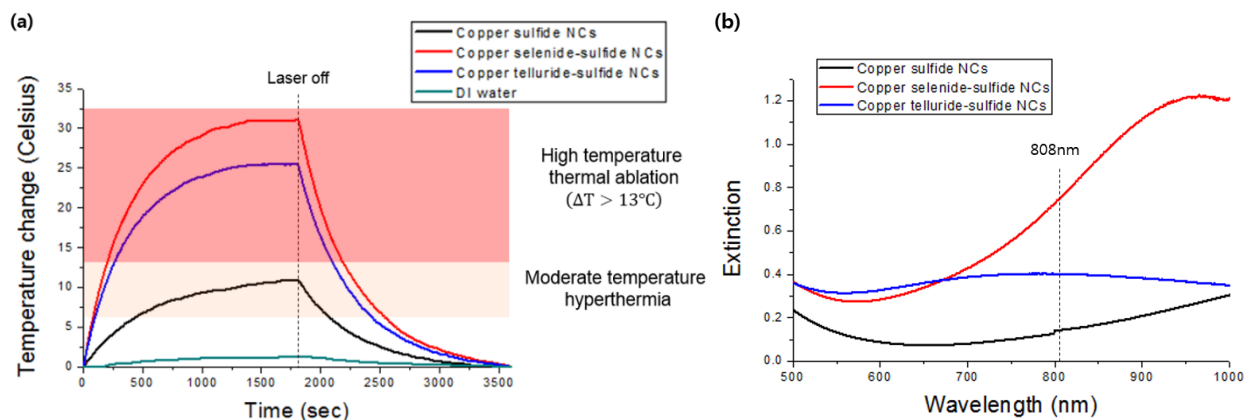 (a)
Copper sulfide NCs
Copper selenide-sulfide NCs
Copper telluride-sulfide NCs
DI water
Laser off
Temperature change (Celsius)
35
30
25
20
15
10
5
0
0
500
1000
1500
2000
2500
3000
3500
Time (sec)
High temperature
thermal ablation
(ΔT > 13℃)
Moderate temperature
hyperthermia
(b)
Copper sulfide NCs
Copper selenide-sulfide NCs
Copper telluride-sulfide NCs
808nm
Extinction
1.2
1.0
0.8
0.6
0.4
0.2
0.0
500
600
700
800
900
1000
Wavelength (nm)